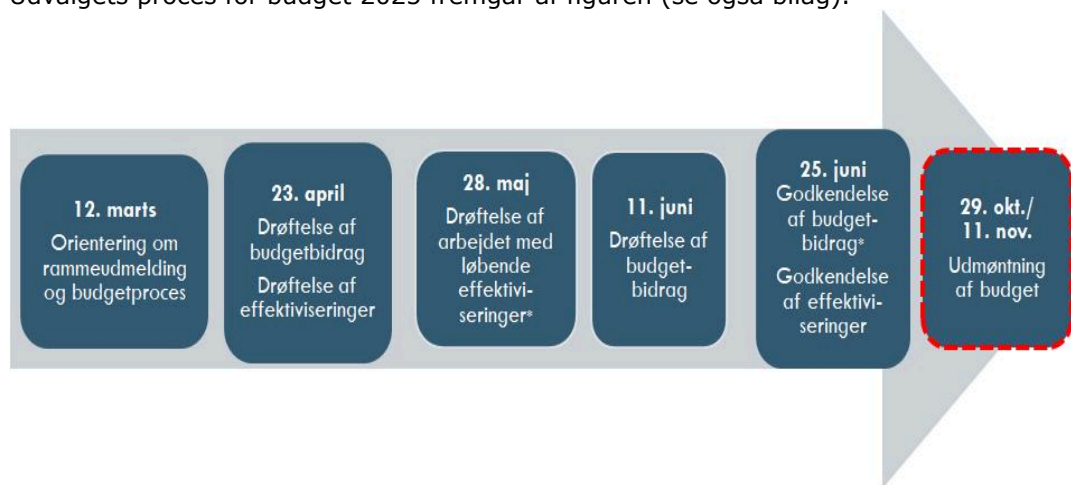 Udvalgets proces for budget 2025 fremgår af figuren (se også bilag).
12. marts
Orientering om
rammeudmelding
og budgetproces
23. april
Drøftelse af
budgetbidrag
Drøftelse af
effektiviseringer
28. maj
Drøftelse af
arbejdet med
løbende
effektivi-
seringer*
11. juni
Drøftelse af
budget-
bidrag
25. juni
Godkendelse
af budget-
bidrag*
Godkendelse
af effektivi-
seringer
29. okt./
11. nov.
Udmøntning
af budget